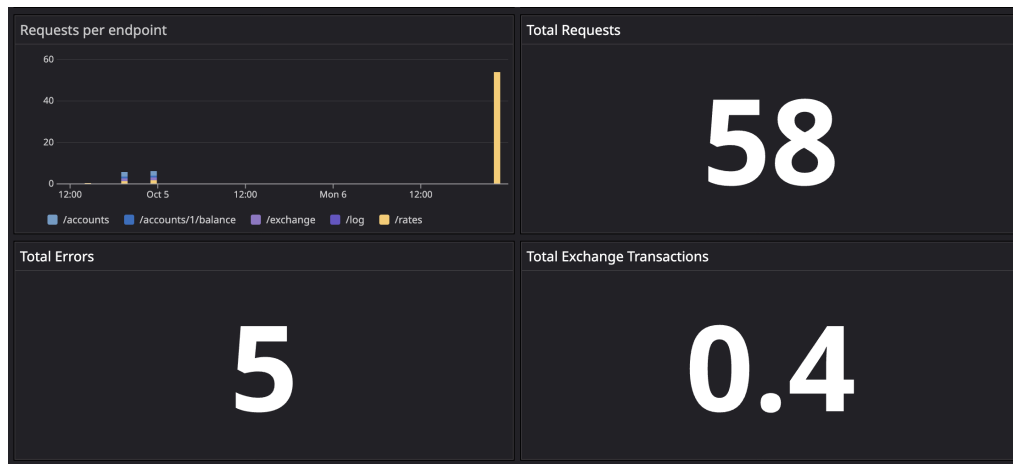 Requests per endpoint
60
40
20
0
12:00 Oct 5 12:00 Mon 6 12:00
/accounts /accounts/1/balance /exchange /log /rates
Total Requests
58
Total Errors
5
Total Exchange Transactions
0.4